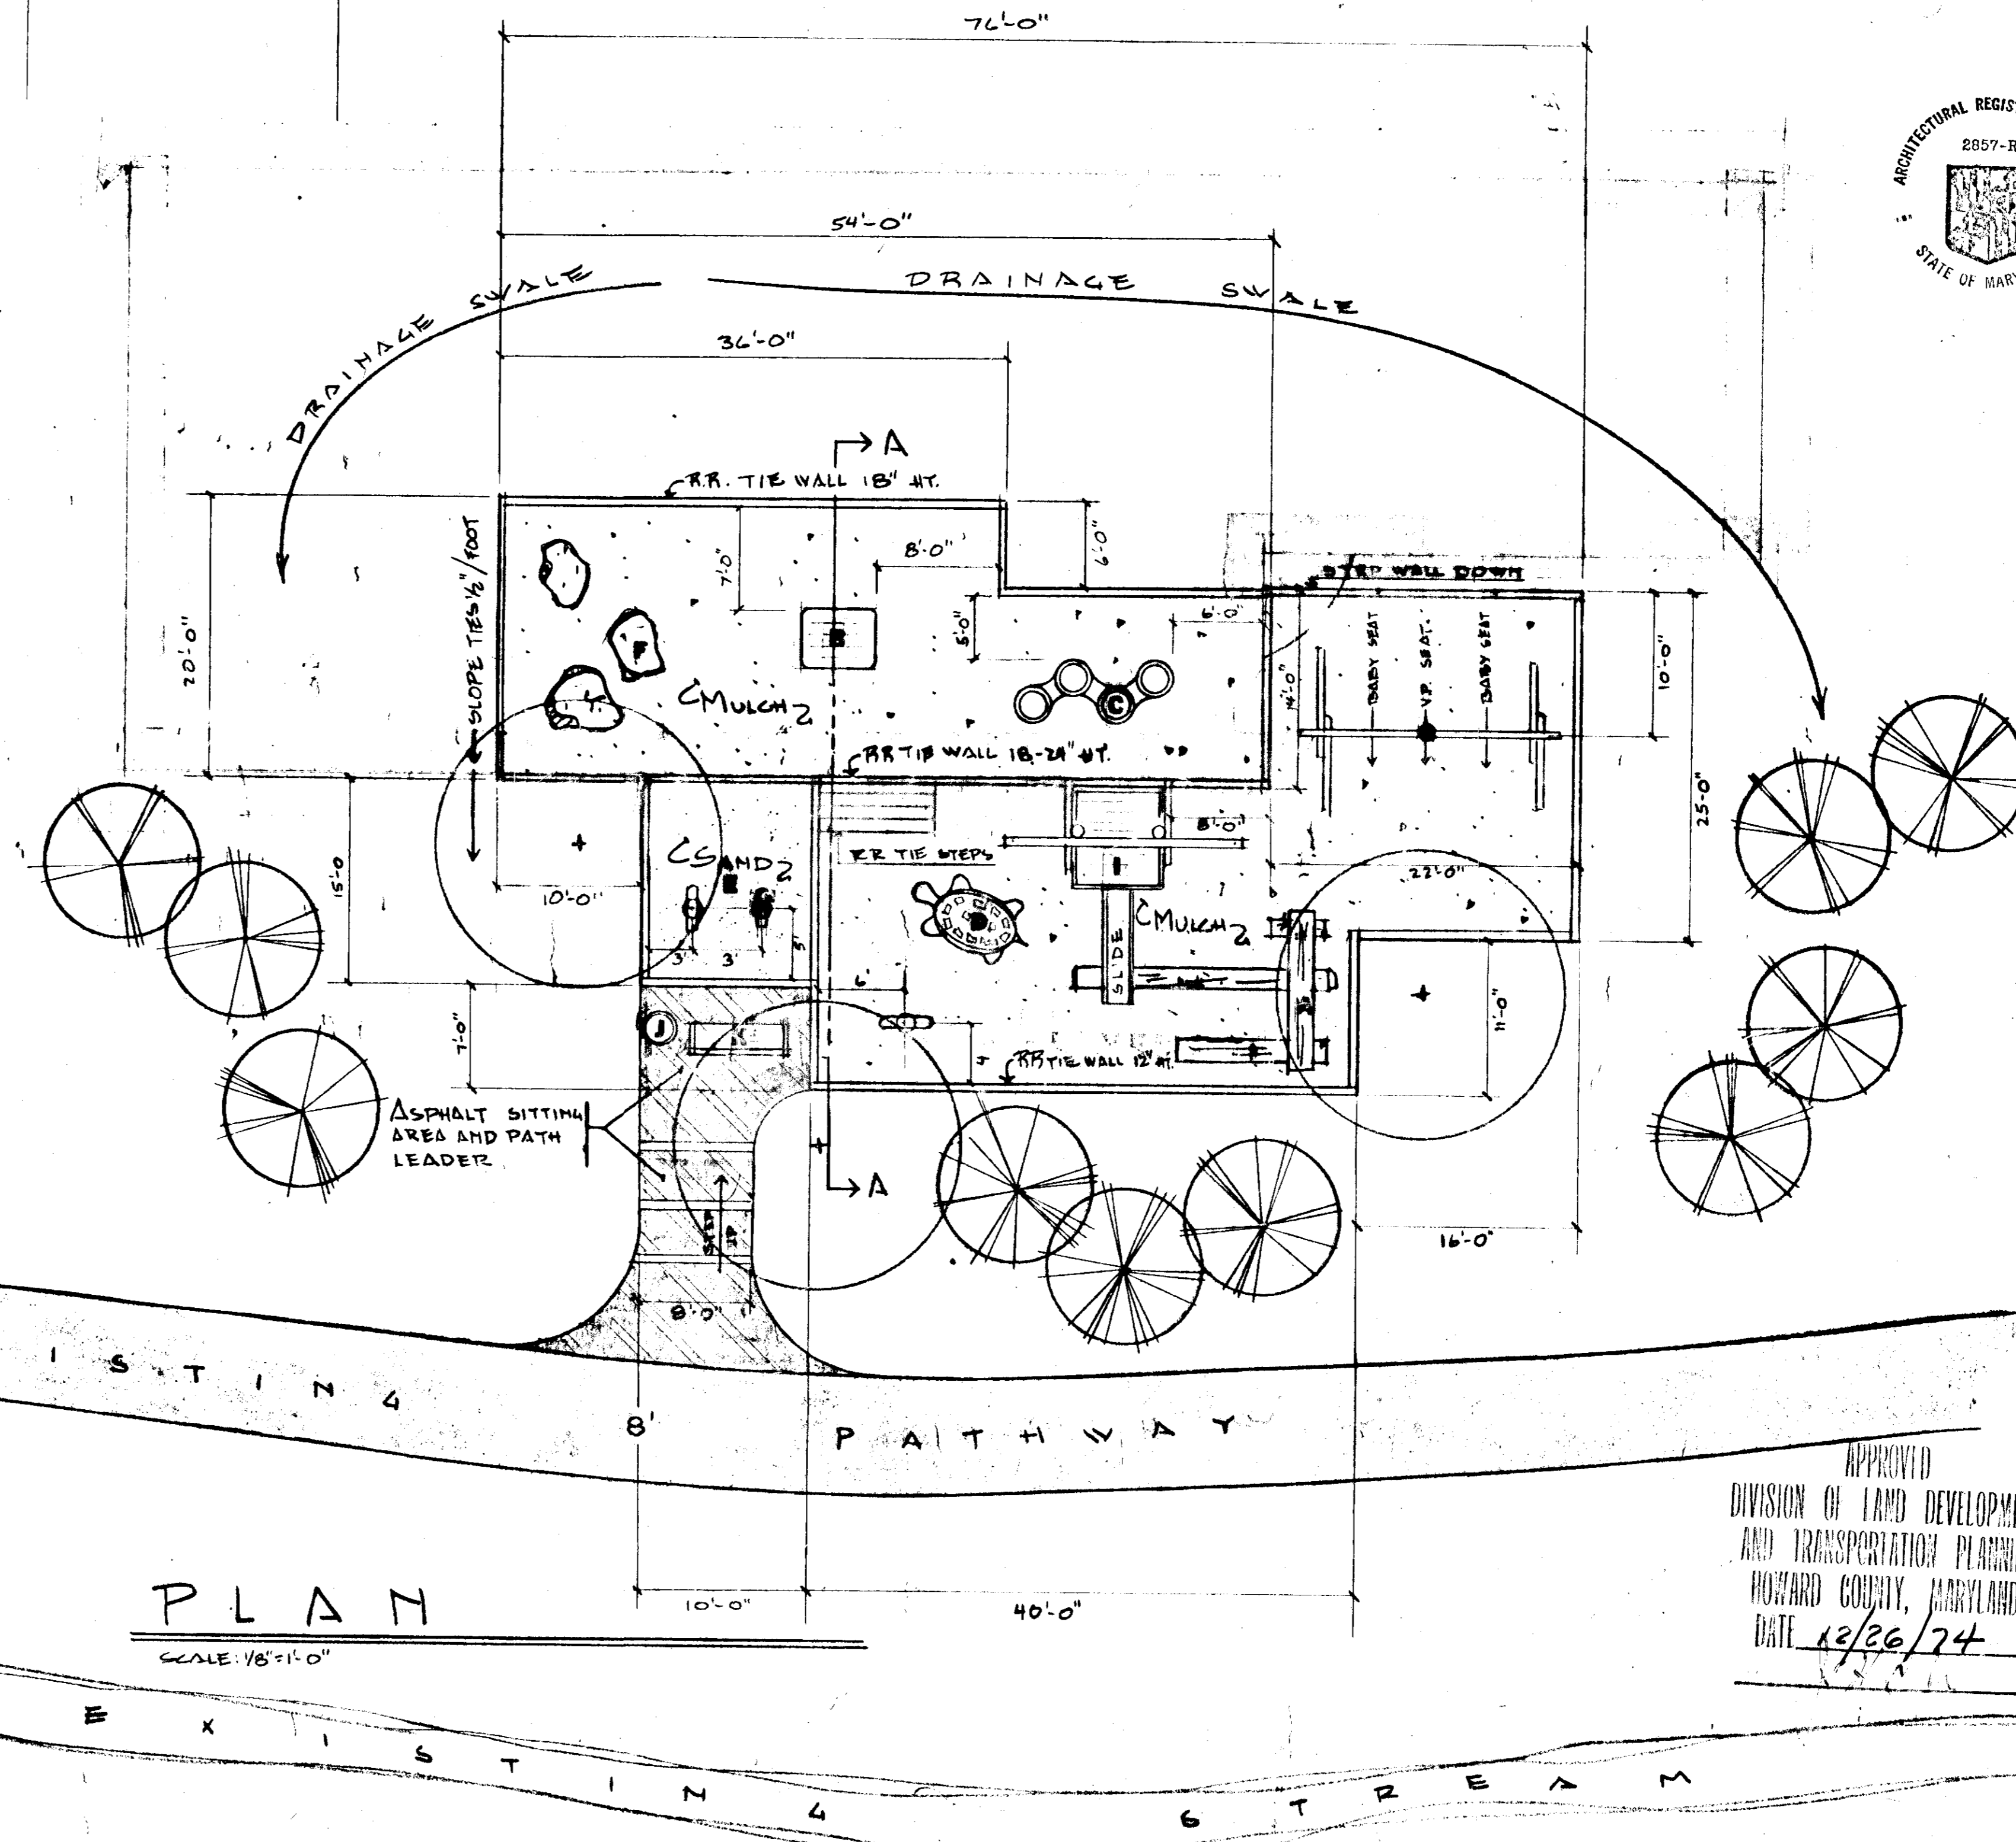 76'-0"
ARCHITECTURAL REGIS
2857-R
STATE OF MAR
54'-0"
DRAINAGE SWALE
DRAINAGE SWALE
36'-0"
A
R.R. TIE WALL 18" HT.
SLOPE TIES 1/2"/FOOT
7'-0"
8'-0"
6'-0"
STEP WALL DOWN
20'-0"
B
5'-0"
6'-0"
BABY SEAT
V.P. SEAT.
BABY SEAT
10'-0"
F
14'-0"
MULCH
C
RR TIE WALL 18-24" HT.
25'-0"
15'-0
SAND
RR TIE STEPS
8'-0"
10'-0"
22'-0"
D
MULCH
3'
3'
5'
6'
SLIDE
7'-0"
J
11'-0"
RR TIE WALL 12" HT.
ASPHALT SITTING
AREA AND PATH
LEADER
A
STEP
UP
16'-0"
8'-0"
ISTING
8'
PATHWAY
APPROVED
DIVISION OF LAND DEVELOPME
AND TRANSPORTATION PLANNI
HOWARD COUNTY, MARYLAND
DATE 12/26/74
10'-0"
40'-0"
PLAN
SCALE: 1/8"=1'-0"
EXISTING STREAM